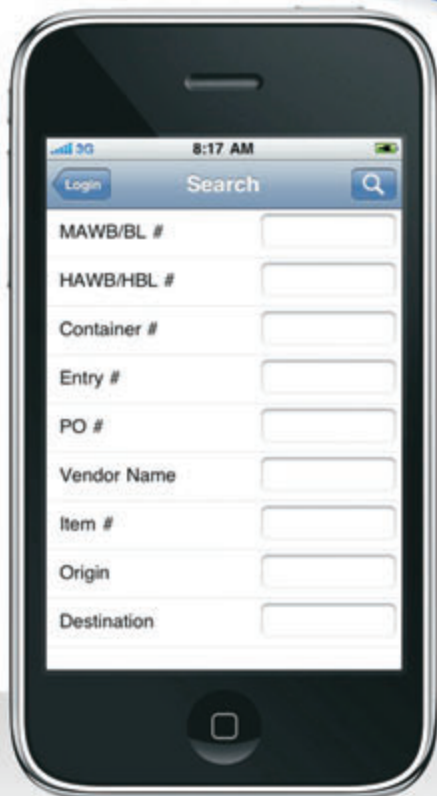 3G 8:17 AM
Login Search
MAWB/BL #
HAWB/HBL #
Container #
Entry #
PO #
Vendor Name
Item #
Origin
Destination